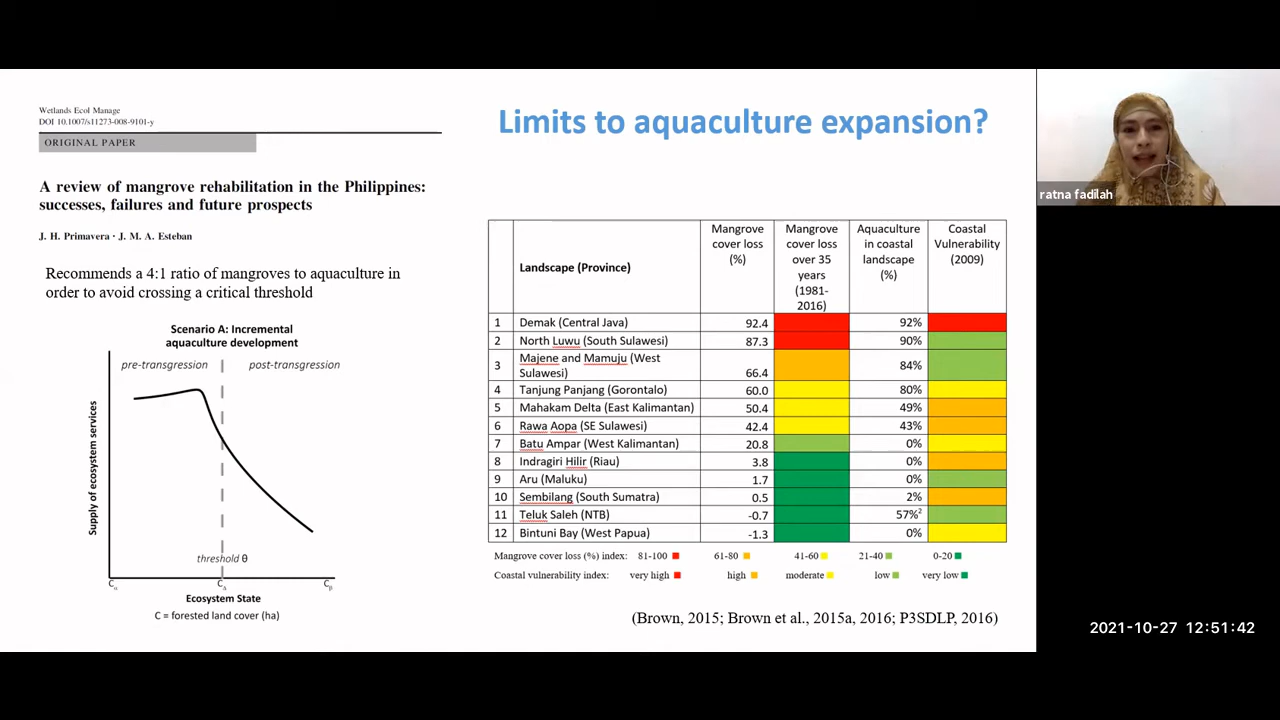 Wetlands Ecol Manage
DOI 10.1007/s11273-008-9101-y
ORIGINAL PAPER
A review of mangrove rehabilitation in the Philippines:
successes, failures and future prospects
J. H. Primavera · J. M. A. Esteban
Recommends a 4:1 ratio of mangroves to aquaculture in
order to avoid crossing a critical threshold
Scenario A: Incremental
aquaculture development
pre-transgression post-transgression
Supply of ecosystem services
threshold θ
Cα Cλ Cβ
Ecosystem State
C = forested land cover (ha)
Limits to aquaculture expansion?
Landscape (Province) Mangrove cover loss (%) Mangrove cover loss over 35 years (1981-2016) Aquaculture in coastal landscape (%) Coastal Vulnerability (2009)
1 Demak (Central Java) 92.4 92%
2 North Luwu (South Sulawesi) 87.3 90%
3 Majene and Mamuju (West Sulawesi) 66.4 84%
4 Tanjung Panjang (Gorontalo) 60.0 80%
5 Mahakam Delta (East Kalimantan) 50.4 49%
6 Rawa Aopa (SE Sulawesi) 42.4 43%
7 Batu Ampar (West Kalimantan) 20.8 0%
8 Indragiri Hilir (Riau) 3.8 0%
9 Aru (Maluku) 1.7 0%
10 Sembilang (South Sumatra) 0.5 2%
11 Teluk Saleh (NTB) -0.7 57%²
12 Bintuni Bay (West Papua) -1.3 0%
Mangrove cover loss (%) index: 81-100 61-80 41-60 21-40 0-20
Coastal vulnerability index: very high high moderate low very low
(Brown, 2015; Brown et al., 2015a, 2016; P3SDLP, 2016)
ratna fadilah
2021-10-27 12:51:42